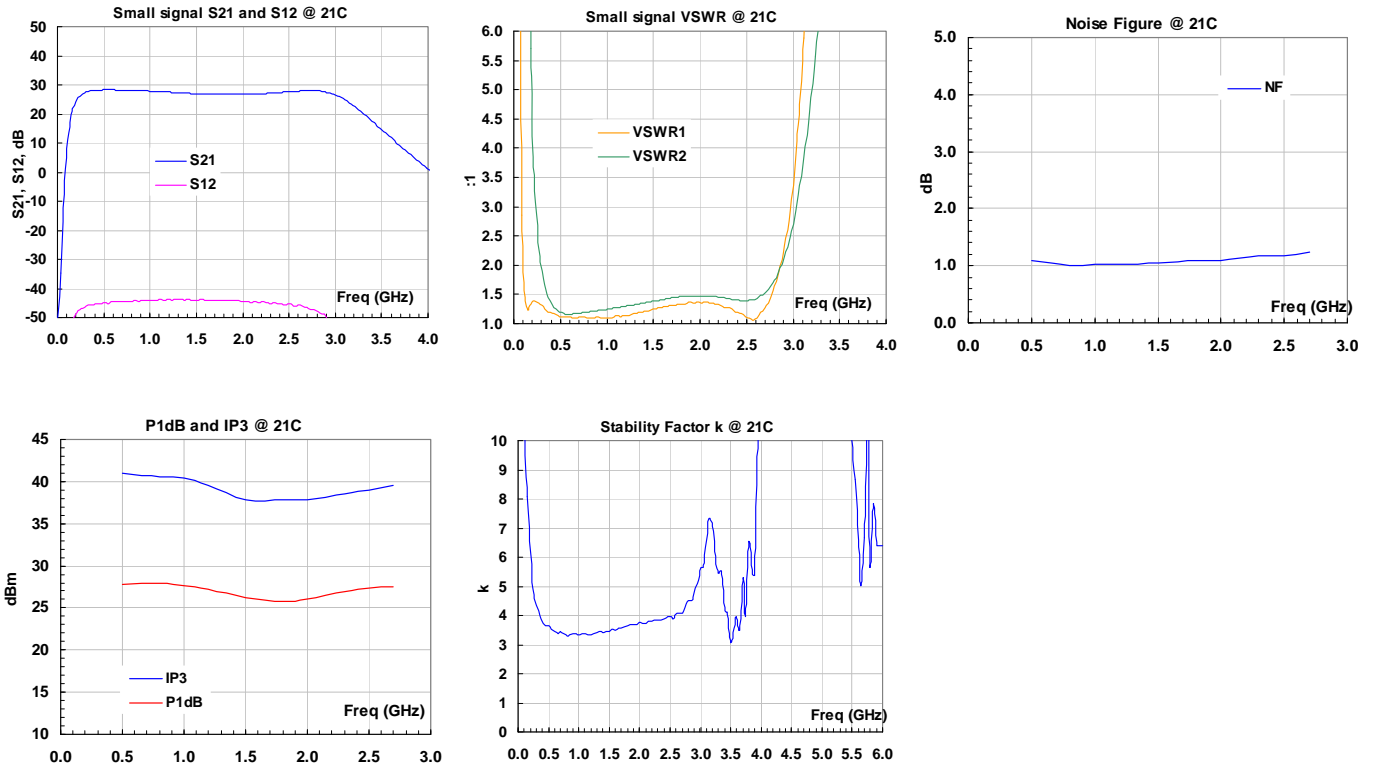 Small signal S21 and S12 @ 21C
50
40
30
20
10
0
-10
-20
-30
-40
-50
S21, S12, dB
S21
S12
Freq (GHz)
0.0 0.5 1.0 1.5 2.0 2.5 3.0 3.5 4.0
Small signal VSWR @ 21C
6.0
5.5
5.0
4.5
4.0
3.5
3.0
2.5
2.0
1.5
1.0
:1
VSWR1
VSWR2
Freq (GHz)
0.0 0.5 1.0 1.5 2.0 2.5 3.0 3.5 4.0
Noise Figure @ 21C
5.0
4.0
3.0
2.0
1.0
0.0
dB
NF
Freq (GHz)
0.0 0.5 1.0 1.5 2.0 2.5 3.0
P1dB and IP3 @ 21C
45
40
35
30
25
20
15
10
dBm
IP3
P1dB
Freq (GHz)
0.0 0.5 1.0 1.5 2.0 2.5 3.0
Stability Factor k @ 21C
10
9
8
7
6
5
4
3
2
1
0
k
Freq (GHz)
0.0 0.5 1.0 1.5 2.0 2.5 3.0 3.5 4.0 4.5 5.0 5.5 6.0